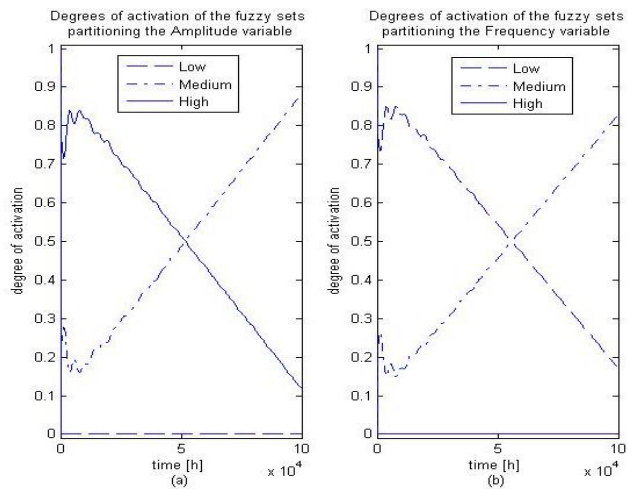 Degrees of activation of the fuzzy sets
partitioning the Amplitude variable
1
0.9
0.8
0.7
0.6
0.5
0.4
0.3
0.2
0.1
0
degree of activation
Low
Medium
High
0
5
10
time [h]
x 10^4
(a)
Degrees of activation of the fuzzy sets
partitioning the Frequency variable
1
0.9
0.8
0.7
0.6
0.5
0.4
0.3
0.2
0.1
0
degree of activation
Low
Medium
High
0
5
10
time [h]
x 10^4
(b)